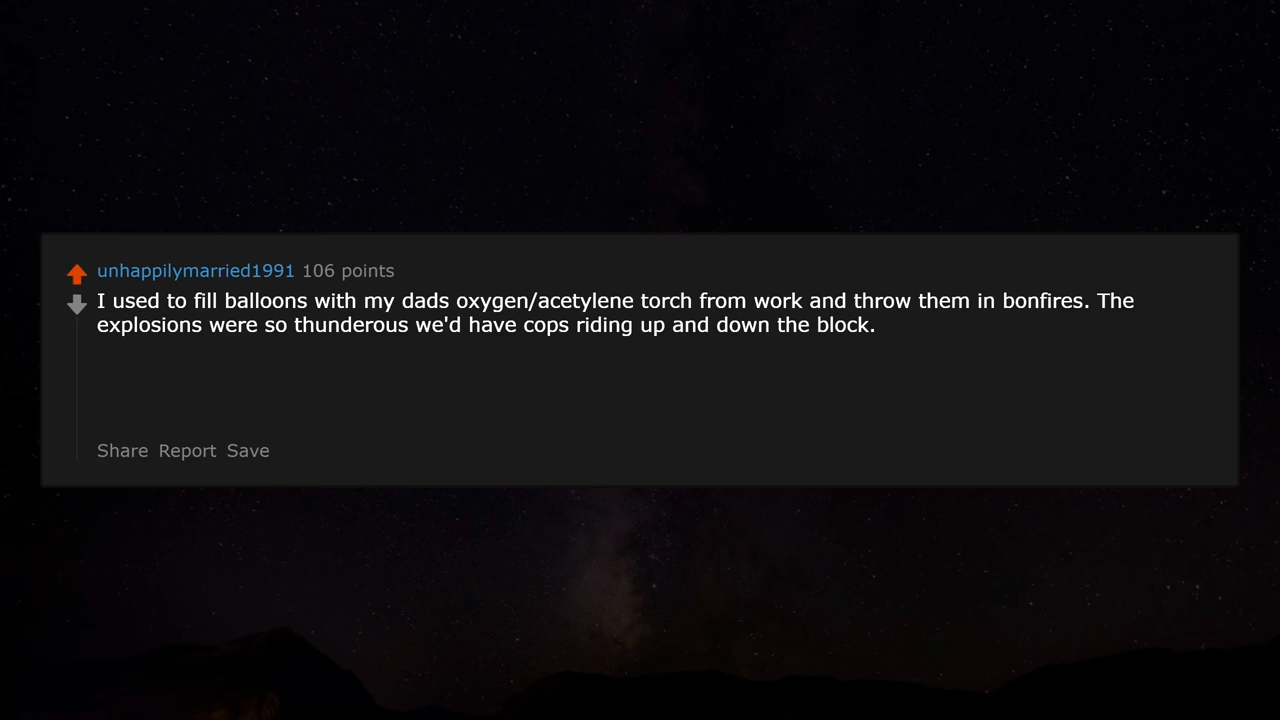 unhappilymarried1991 106 points
I used to fill balloons with my dads oxygen/acetylene torch from work and throw them in bonfires. The
explosions were so thunderous we'd have cops riding up and down the block.
Share Report Save